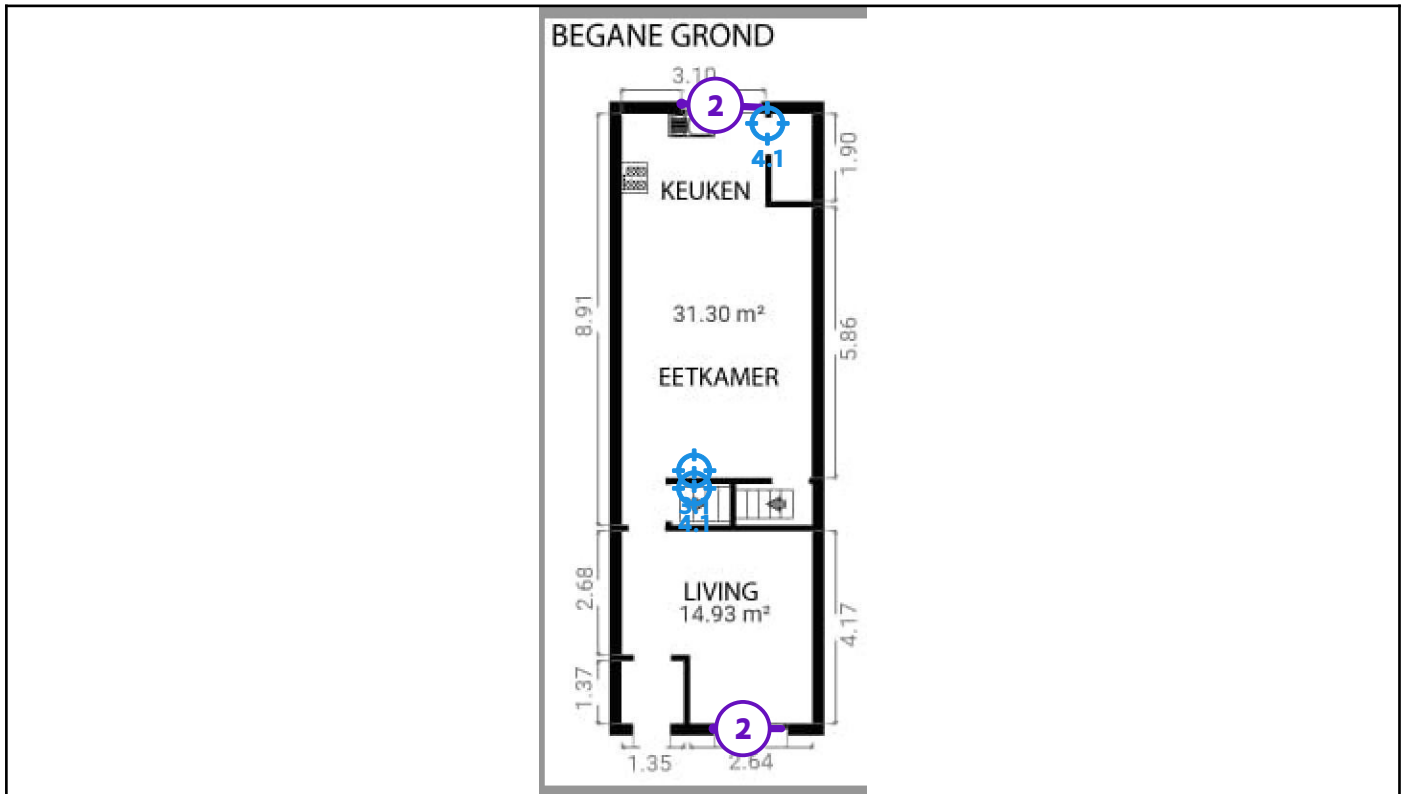 BEGANE GROND
3.10
2
4.1
1.90
KEUKEN
8.91
31.30 m²
5.86
EETKAMER
4.1
2.68
LIVING
14.93 m²
4.17
1.37
2
1.35
2.64